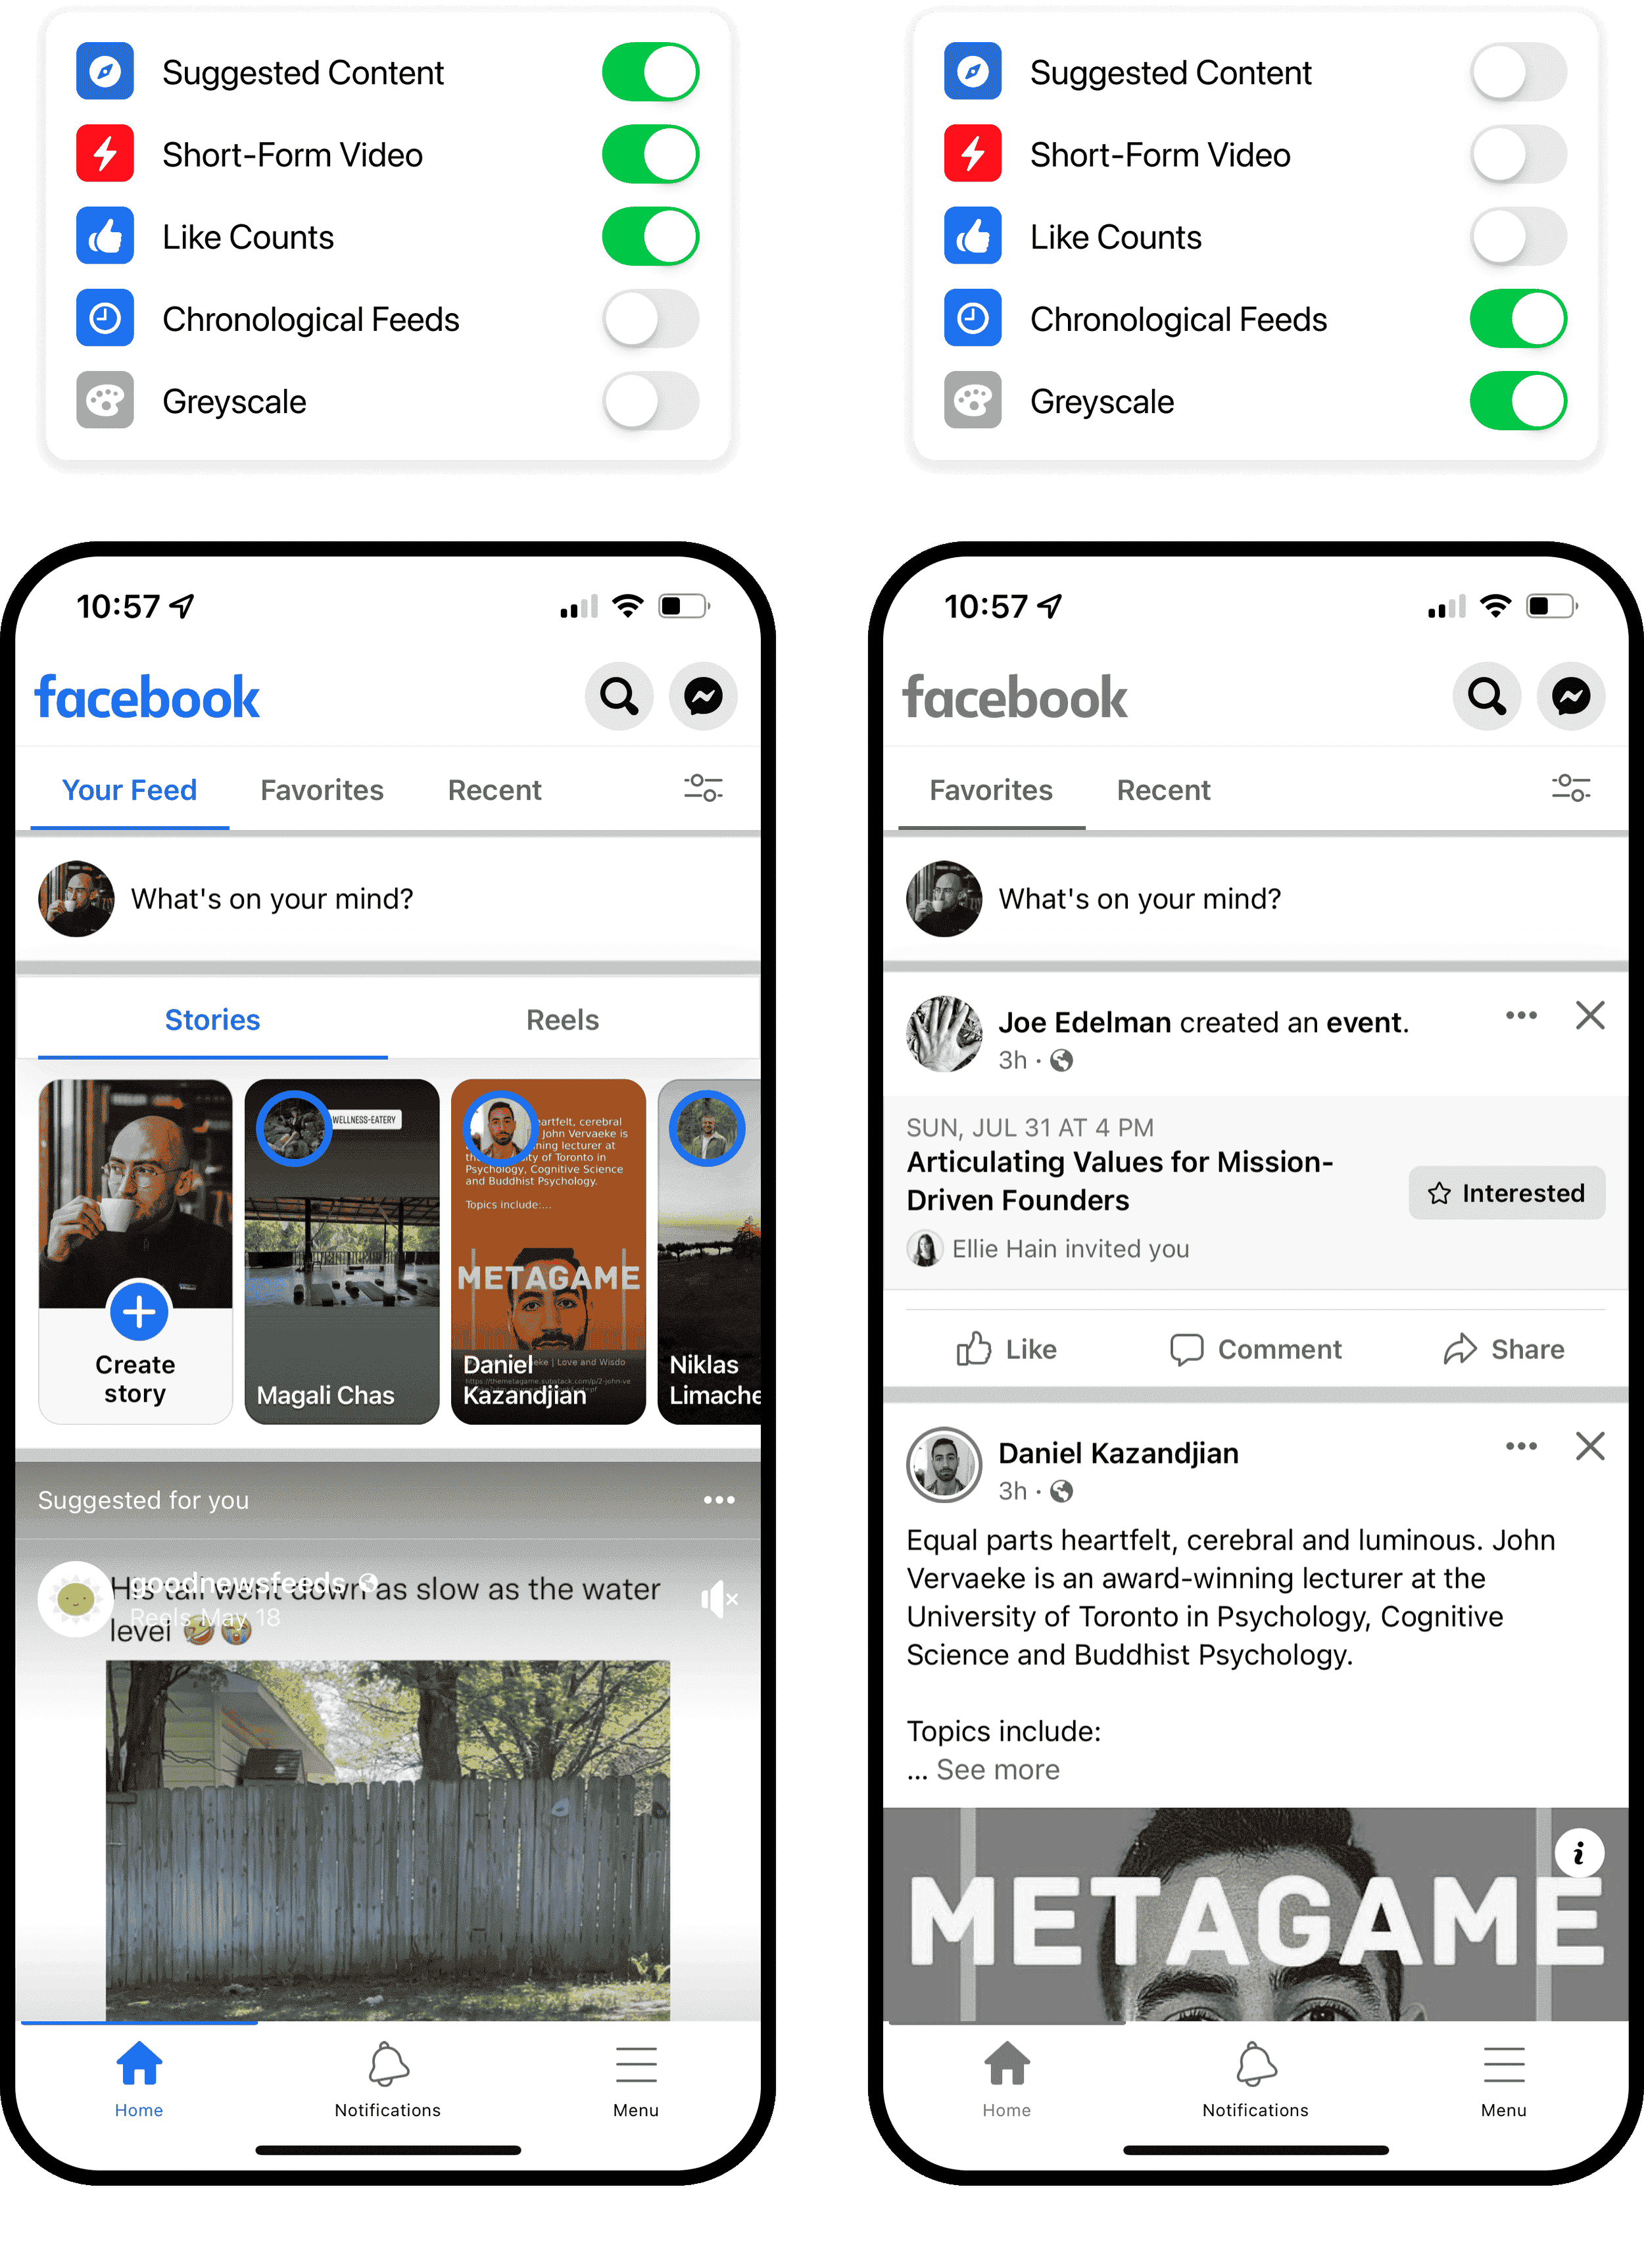 Suggested Content
Short-Form Video
Like Counts
Chronological Feeds
Greyscale
10:57
facebook
Your Feed Favorites Recent
What's on your mind?
Stories Reels
WELLNESS-EATERY
eartfelt, cerebral
John Vervaeke is
ning lecturer at
ity of Toronto in
Psychology, Cognitive Science
and Buddhist Psychology.
Topics include:...
METAGAME
Create
story
Magali Chas
Daniel
Kazandjian
Niklas
Limache
Suggested for you
goodnewsfeeds
Reels May 18
His tail went down as slow as the water
level 🤣😭
Home Notifications Menu
Suggested Content
Short-Form Video
Like Counts
Chronological Feeds
Greyscale
10:57
facebook
Favorites Recent
What's on your mind?
Joe Edelman created an event.
3h ·
SUN, JUL 31 AT 4 PM
Articulating Values for Mission-
Driven Founders
Interested
Ellie Hain invited you
Like Comment Share
Daniel Kazandjian
3h ·
Equal parts heartfelt, cerebral and luminous. John
Vervaeke is an award-winning lecturer at the
University of Toronto in Psychology, Cognitive
Science and Buddhist Psychology.
Topics include:
... See more
METAGAME
Home Notifications Menu